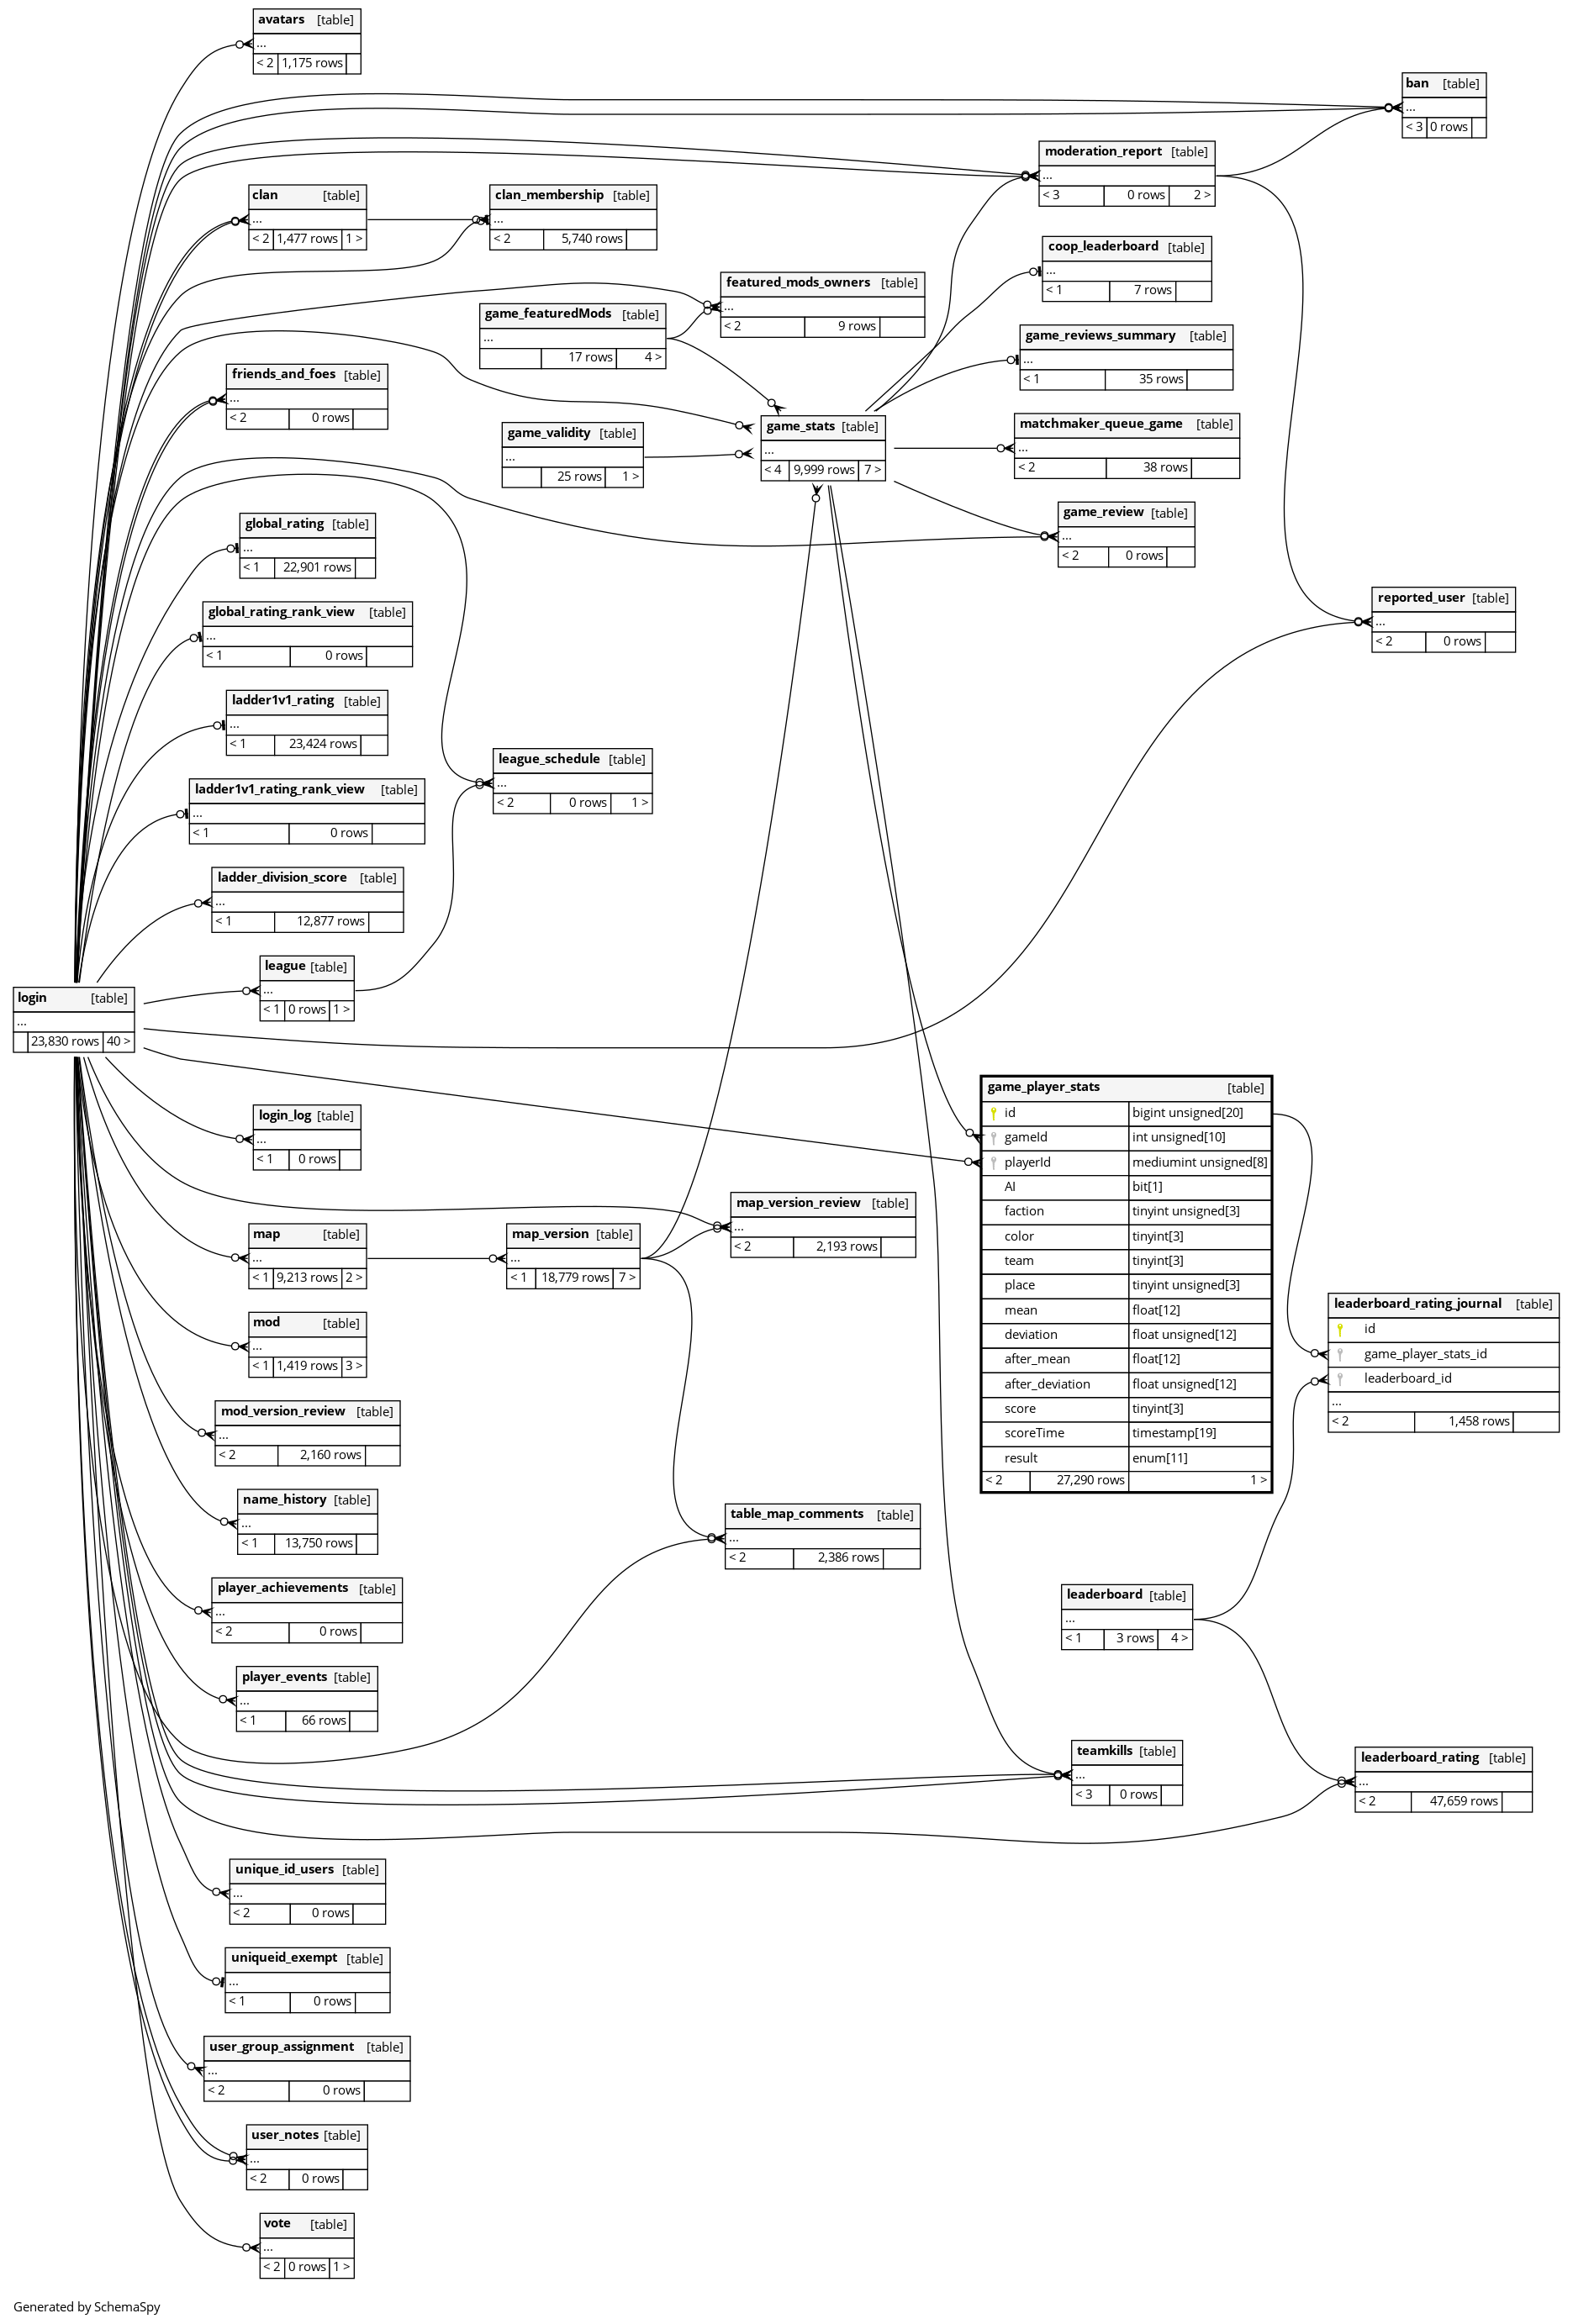 avatars [table]
...
< 2 1,175 rows
ban [table]
...
< 3 0 rows
moderation_report [table]
...
< 3 0 rows 2 >
clan [table]
...
< 2 1,477 rows 1 >
clan_membership [table]
...
< 2 5,740 rows
coop_leaderboard [table]
...
< 1 7 rows
featured_mods_owners [table]
...
< 2 9 rows
game_featuredMods [table]
...
17 rows 4 >
game_reviews_summary [table]
...
< 1 35 rows
friends_and_foes [table]
...
< 2 0 rows
game_stats [table]
...
< 4 9,999 rows 7 >
matchmaker_queue_game [table]
...
< 2 38 rows
game_validity [table]
...
25 rows 1 >
game_review [table]
...
< 2 0 rows
global_rating [table]
...
< 1 22,901 rows
reported_user [table]
...
< 2 0 rows
global_rating_rank_view [table]
...
< 1 0 rows
ladder1v1_rating [table]
...
< 1 23,424 rows
league_schedule [table]
...
< 2 0 rows 1 >
ladder1v1_rating_rank_view [table]
...
< 1 0 rows
ladder_division_score [table]
...
< 1 12,877 rows
league [table]
...
< 1 0 rows 1 >
login [table]
...
23,830 rows 40 >
game_player_stats [table]
id bigint unsigned[20]
gameId int unsigned[10]
playerId mediumint unsigned[8]
AI bit[1]
faction tinyint unsigned[3]
color tinyint[3]
team tinyint[3]
place tinyint unsigned[3]
mean float[12]
deviation float unsigned[12]
after_mean float[12]
after_deviation float unsigned[12]
score tinyint[3]
scoreTime timestamp[19]
result enum[11]
< 2 27,290 rows 1 >
login_log [table]
...
< 1 0 rows
map_version_review [table]
...
< 2 2,193 rows
map [table]
...
< 1 9,213 rows 2 >
map_version [table]
...
< 1 18,779 rows 7 >
leaderboard_rating_journal [table]
id
game_player_stats_id
leaderboard_id
...
< 2 1,458 rows
mod [table]
...
< 1 1,419 rows 3 >
mod_version_review [table]
...
< 2 2,160 rows
name_history [table]
...
< 1 13,750 rows
table_map_comments [table]
...
< 2 2,386 rows
player_achievements [table]
...
< 2 0 rows
leaderboard [table]
...
< 1 3 rows 4 >
player_events [table]
...
< 1 66 rows
teamkills [table]
...
< 3 0 rows
leaderboard_rating [table]
...
< 2 47,659 rows
unique_id_users [table]
...
< 2 0 rows
uniqueid_exempt [table]
...
< 1 0 rows
user_group_assignment [table]
...
< 2 0 rows
user_notes [table]
...
< 2 0 rows
vote [table]
...
< 2 0 rows 1 >
Generated by SchemaSpy